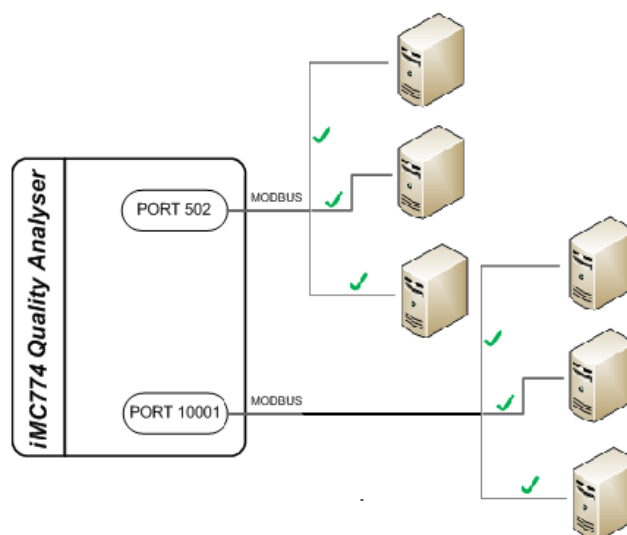 iMC774 Quality Analyser
PORT 502
MODBUS
PORT 10001
MODBUS